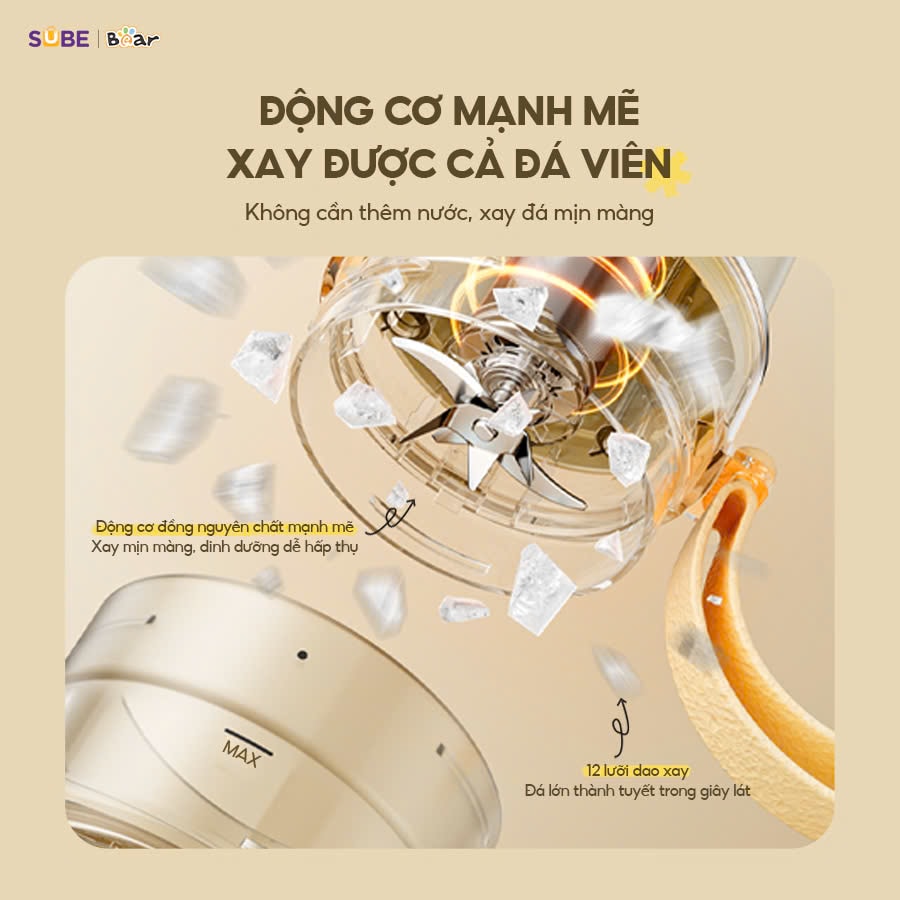 SUBE | Bear
ĐỘNG CƠ MẠNH MẼ
XAY ĐƯỢC CẢ ĐÁ VIÊN
Không cần thêm nước, xay đá mịn màng
Động cơ đồng nguyên chất mạnh mẽ
Xay mịn màng, dinh dưỡng dễ hấp thụ
MAX
12 lưỡi dao xay
Đá lớn thành tuyết trong giây lát